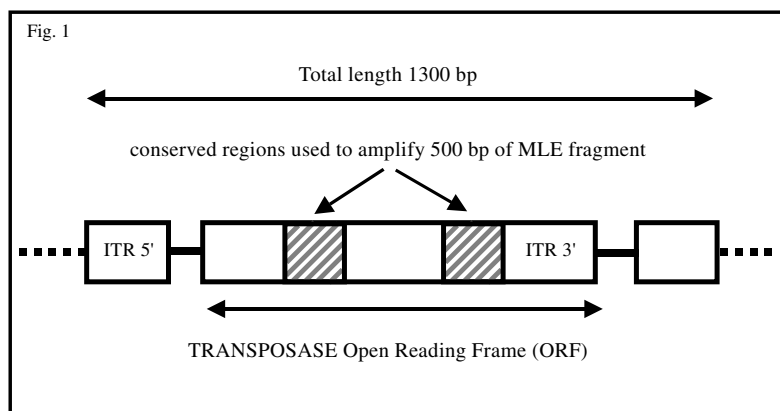 Fig. 1
Total length 1300 bp
conserved regions used to amplify 500 bp of MLE fragment
ITR 5' ITR 3'
TRANSPOSASE Open Reading Frame (ORF)